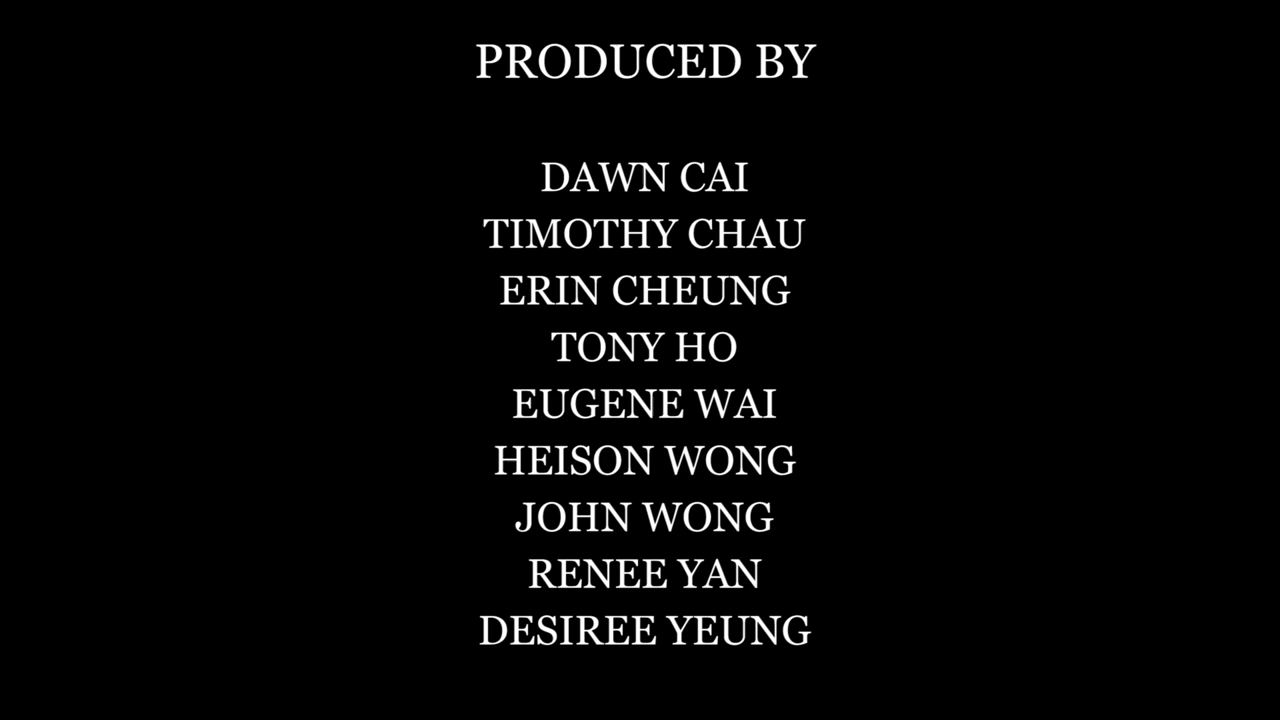 PRODUCED BY
DAWN CAI
TIMOTHY CHAU
ERIN CHEUNG
TONY HO
EUGENE WAI
HEISON WONG
JOHN WONG
RENEE YAN
DESIREE YEUNG